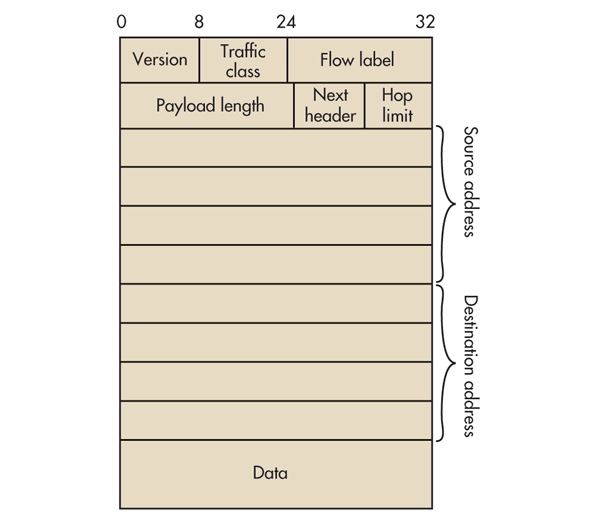 0 8 24 32
Version Traffic class Flow label
Payload length Next header Hop limit
Source address
Destination address
Data